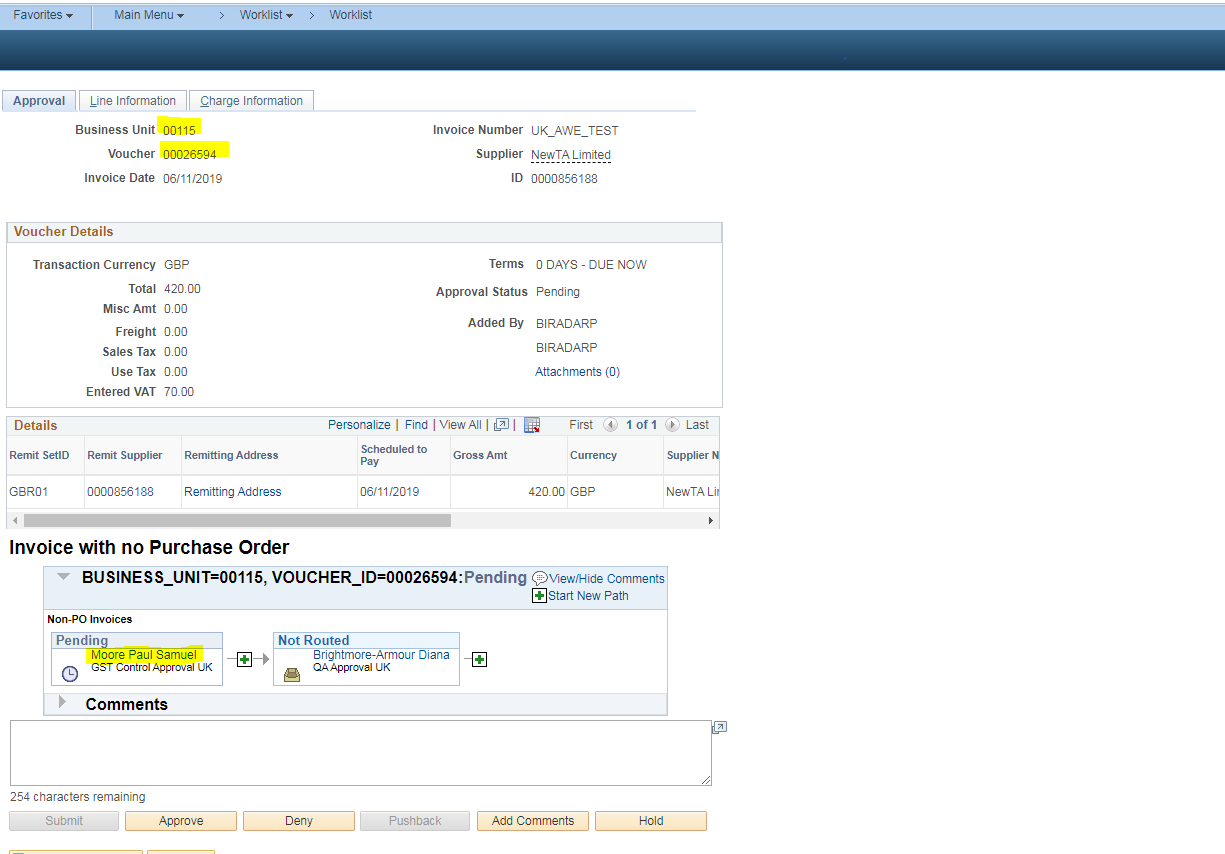 Favorites Main Menu > Worklist > Worklist
Approval Line Information Charge Information
Business Unit 00115 Invoice Number UK_AWE_TEST
Voucher 00026594 Supplier NewTA Limited
Invoice Date 06/11/2019 ID 0000856188
Voucher Details
Transaction Currency GBP Terms 0 DAYS - DUE NOW
Total 420.00 Approval Status Pending
Misc Amt 0.00
Freight 0.00 Added By BIRADARP
Sales Tax 0.00 BIRADARP
Use Tax 0.00 Attachments (0)
Entered VAT 70.00
Details Personalize | Find | View All | | First 1 of 1 Last
Remit SetID Remit Supplier Remitting Address Scheduled to Pay Gross Amt Currency Supplier N
GBR01 0000856188 Remitting Address 06/11/2019 420.00 GBP NewTA Li
Invoice with no Purchase Order
BUSINESS_UNIT=00115, VOUCHER_ID=00026594:Pending View/Hide Comments
Start New Path
Non-PO Invoices
Pending Not Routed
Moore Paul Samuel Brightmore-Armour Diana
GST Control Approval UK QA Approval UK
Comments
254 characters remaining
Submit Approve Deny Pushback Add Comments Hold